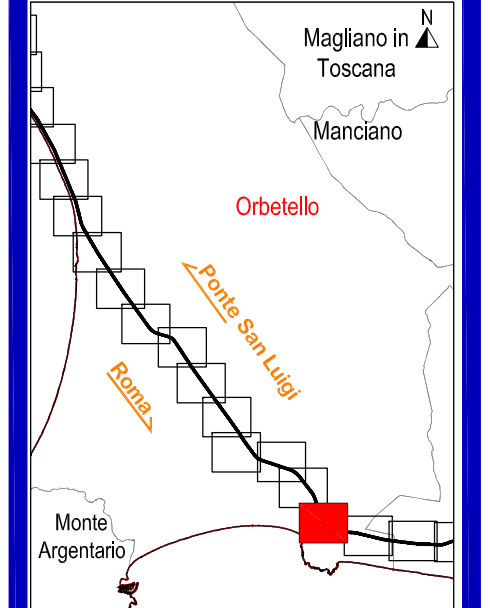 N
Magliano in
Toscana
Manciano
Orbetello
Ponte San Luigi
Roma
Monte
Argentario